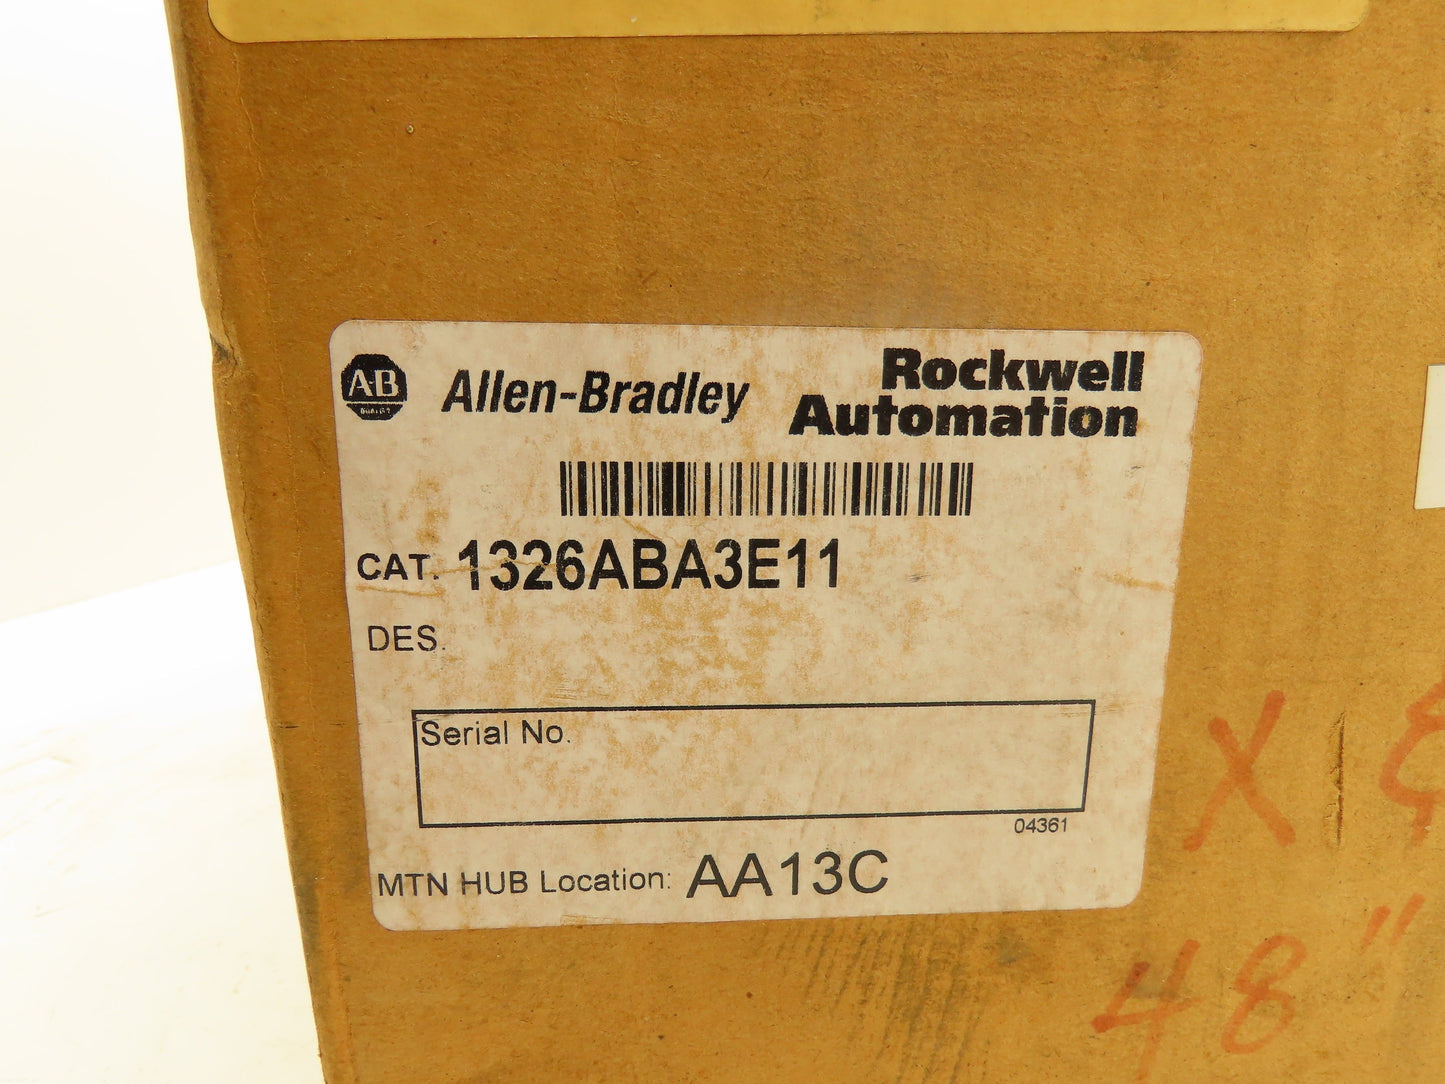 A·B
Allen-Bradley
Rockwell
Automation
CAT. 1326ABA3E11
DES.
Serial No.
04361
MTN HUB Location: AA13C
X
48"